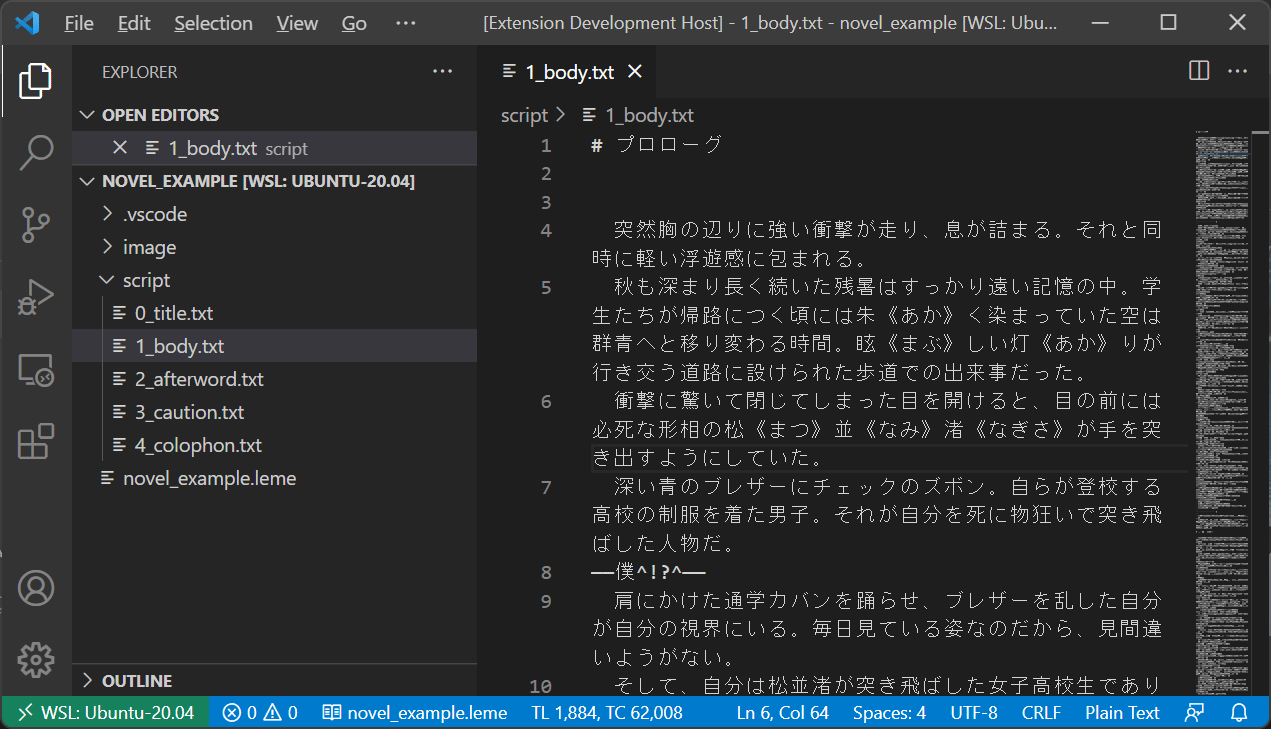 File Edit Selection View Go ··· [Extension Development Host] - 1_body.txt - novel_example [WSL: Ubu...
EXPLORER ···
1_body.txt
OPEN EDITORS
1_body.txt script
NOVEL_EXAMPLE [WSL: UBUNTU-20.04]
.vscode
image
script
0_title.txt
1_body.txt
2_afterword.txt
3_caution.txt
4_colophon.txt
novel_example.leme
OUTLINE
script > 1_body.txt
1 # プロローグ
2
3
4 　突然胸の辺りに強い衝撃が走り、息が詰まる。それと同
時に軽い浮遊感に包まれる。
5 　秋も深まり長く続いた残暑はすっかり遠い記憶の中。学
生たちが帰路につく頃には朱《あか》く染まっていた空は
群青へと移り変わる時間。眩《まぶ》しい灯《あか》りが
行き交う道路に設けられた歩道での出来事だった。
6 　衝撃に驚いて閉じてしまった目を開けると、目の前には
必死な形相の松《まつ》並《なみ》渚《なぎさ》が手を突
き出すようにしていた。
7 　深い青のブレザーにチェックのズボン。自らが登校する
高校の制服を着た男子。それが自分を死に物狂いで突き飛
ばした人物だ。
8 ──僕^!?^──
9 　肩にかけた通学カバンを踊らせ、ブレザーを乱した自分
が自分の視界にいる。毎日見ている姿なのだから、見間違
いようがない。
10 　そして、自分は松並渚が突き飛ばした女子高校生であり
WSL: Ubuntu-20.04 0 0 novel_example.leme TL 1,884, TC 62,008 Ln 6, Col 64 Spaces: 4 UTF-8 CRLF Plain Text